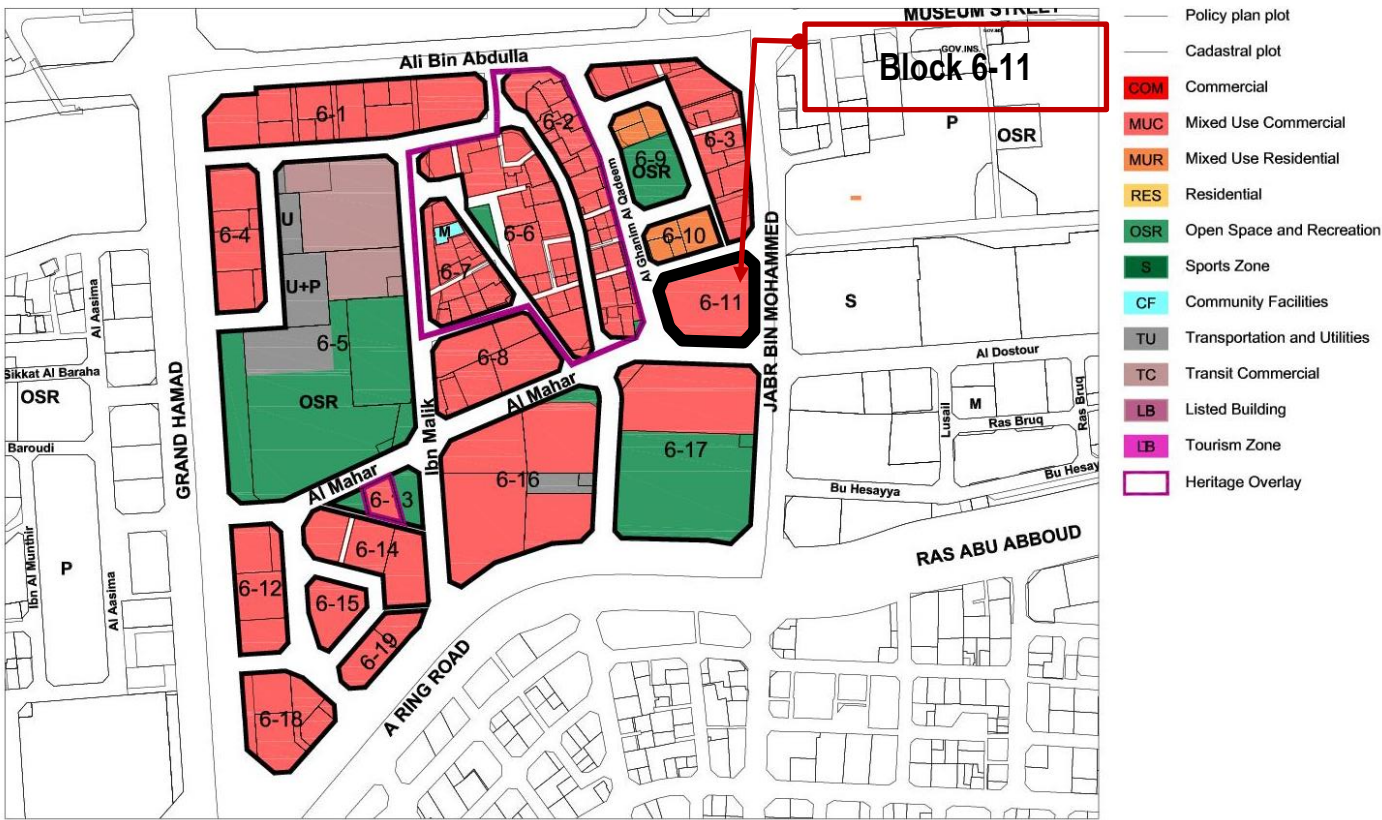 MUSEUM STREET
GOV.INS.
GOV.INS.
Block 6-11
Ali Bin Abdulla
P
OSR
6-1
6-2
6-3
6-9
OSR
6-4
U
M
6-6
6-10
Al Ghanim Al Qadeem
6-7
U+P
6-11
S
JABR BIN MOHAMMED
6-5
6-8
Al Aasima
Al Dostour
Sikkat Al Baraha
OSR
OSR
Al Mahar
M
Lusail
Ras Bruq
Ras Bruq
GRAND HAMAD
Ibn Malik
Baroudi
6-17
Bu Hesay
Al Mahar
6-13
6-16
Bu Hesayya
6-14
RAS ABU ABBOUD
Ibn Al Munthir
P
Al Aasima
6-12
6-15
6-19
A RING ROAD
6-18
Policy plan plot
Cadastral plot
COM Commercial
MUC Mixed Use Commercial
MUR Mixed Use Residential
RES Residential
OSR Open Space and Recreation
S Sports Zone
CF Community Facilities
TU Transportation and Utilities
TC Transit Commercial
LB Listed Building
Tourism Zone
Heritage Overlay